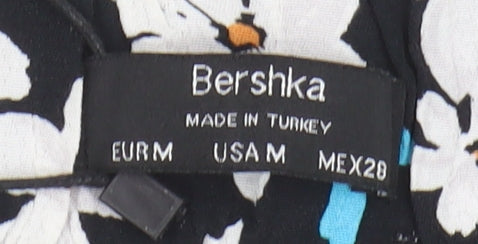 Bershka
MADE IN TURKEY
EUR M USA M MEX 28